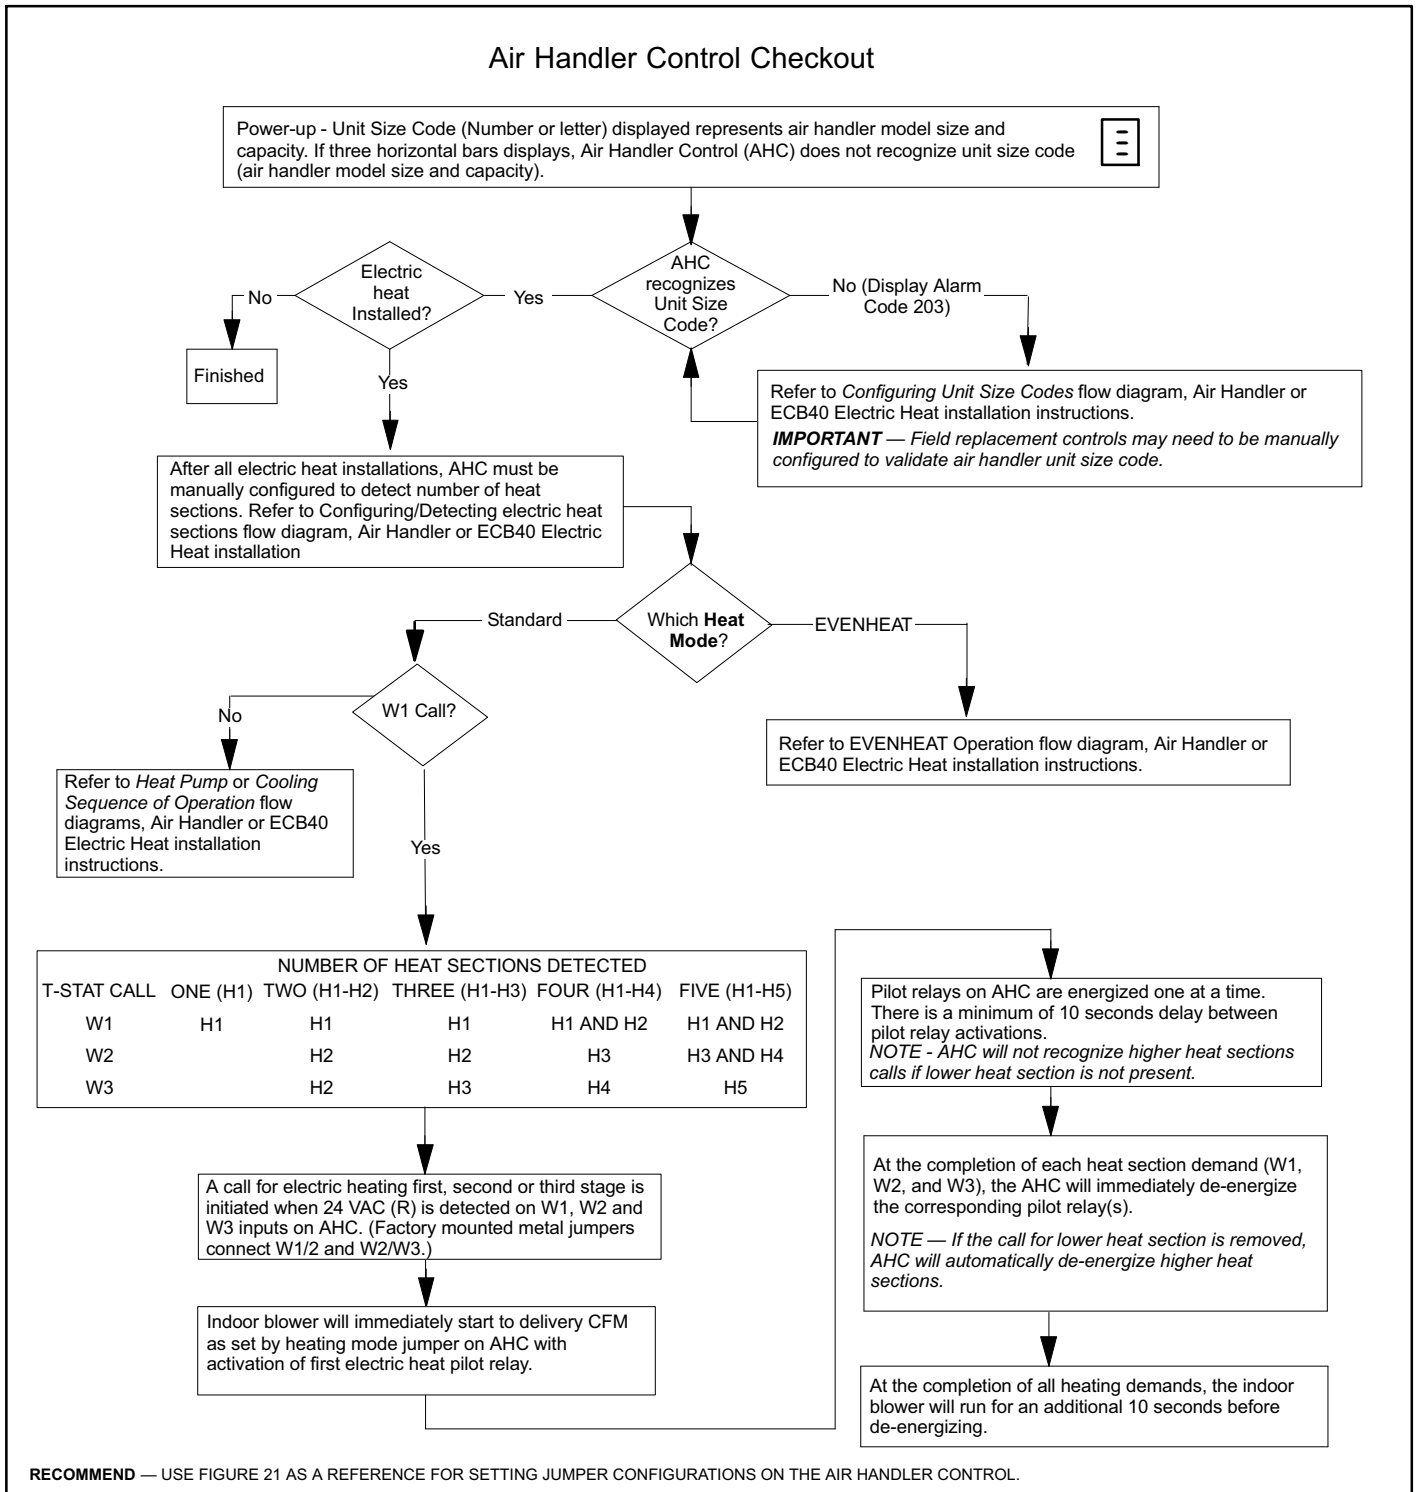 Air Handler Control Checkout
Power-up - Unit Size Code (Number or letter) displayed represents air handler model size and
capacity. If three horizontal bars displays, Air Handler Control (AHC) does not recognize unit size code
(air handler model size and capacity).
AHC
recognizes
Unit Size
Code?
Electric
heat
Installed?
No
Yes
No (Display Alarm
Code 203)
Finished
Yes
Refer to Configuring Unit Size Codes flow diagram, Air Handler or
ECB40 Electric Heat installation instructions.
IMPORTANT — Field replacement controls may need to be manually
configured to validate air handler unit size code.
After all electric heat installations, AHC must be
manually configured to detect number of heat
sections. Refer to Configuring/Detecting electric heat
sections flow diagram, Air Handler or ECB40 Electric
Heat installation
Standard
Which Heat
Mode?
EVENHEAT
W1 Call?
No
Refer to EVENHEAT Operation flow diagram, Air Handler or
ECB40 Electric Heat installation instructions.
Refer to Heat Pump or Cooling
Sequence of Operation flow
diagrams, Air Handler or ECB40
Electric Heat installation
instructions.
Yes
NUMBER OF HEAT SECTIONS DETECTED
T-STAT CALL ONE (H1) TWO (H1-H2) THREE (H1-H3) FOUR (H1-H4) FIVE (H1-H5)
W1 H1 H1 H1 H1 AND H2 H1 AND H2
W2 H2 H2 H3 H3 AND H4
W3 H2 H3 H4 H5
A call for electric heating first, second or third stage is
initiated when 24 VAC (R) is detected on W1, W2 and
W3 inputs on AHC. (Factory mounted metal jumpers
connect W1/2 and W2/W3.)
Indoor blower will immediately start to delivery CFM
as set by heating mode jumper on AHC with
activation of first electric heat pilot relay.
Pilot relays on AHC are energized one at a time.
There is a minimum of 10 seconds delay between
pilot relay activations.
NOTE - AHC will not recognize higher heat sections
calls if lower heat section is not present.
At the completion of each heat section demand (W1,
W2, and W3), the AHC will immediately de-energize
the corresponding pilot relay(s).
NOTE — If the call for lower heat section is removed,
AHC will automatically de-energize higher heat
sections.
At the completion of all heating demands, the indoor
blower will run for an additional 10 seconds before
de-energizing.
RECOMMEND — USE FIGURE 21 AS A REFERENCE FOR SETTING JUMPER CONFIGURATIONS ON THE AIR HANDLER CONTROL.